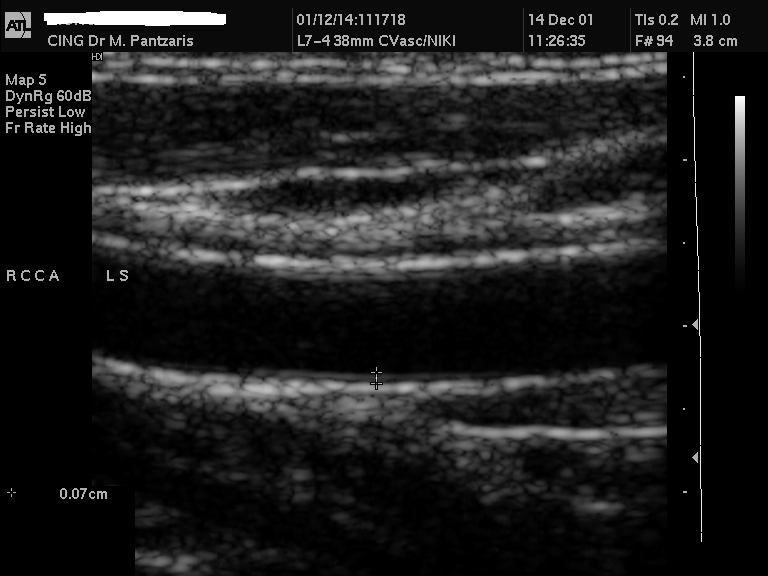 ATL
01/12/14:111718
14 Dec 01
TIs 0.2 MI 1.0
CING Dr M. Pantzaris
L7-4 38mm CVasc/NIKI
11:26:35
F# 94
3.8 cm
HDI
Map 5
DynRg 60dB
Persist Low
Fr Rate High
RCCA LS
0.07cm